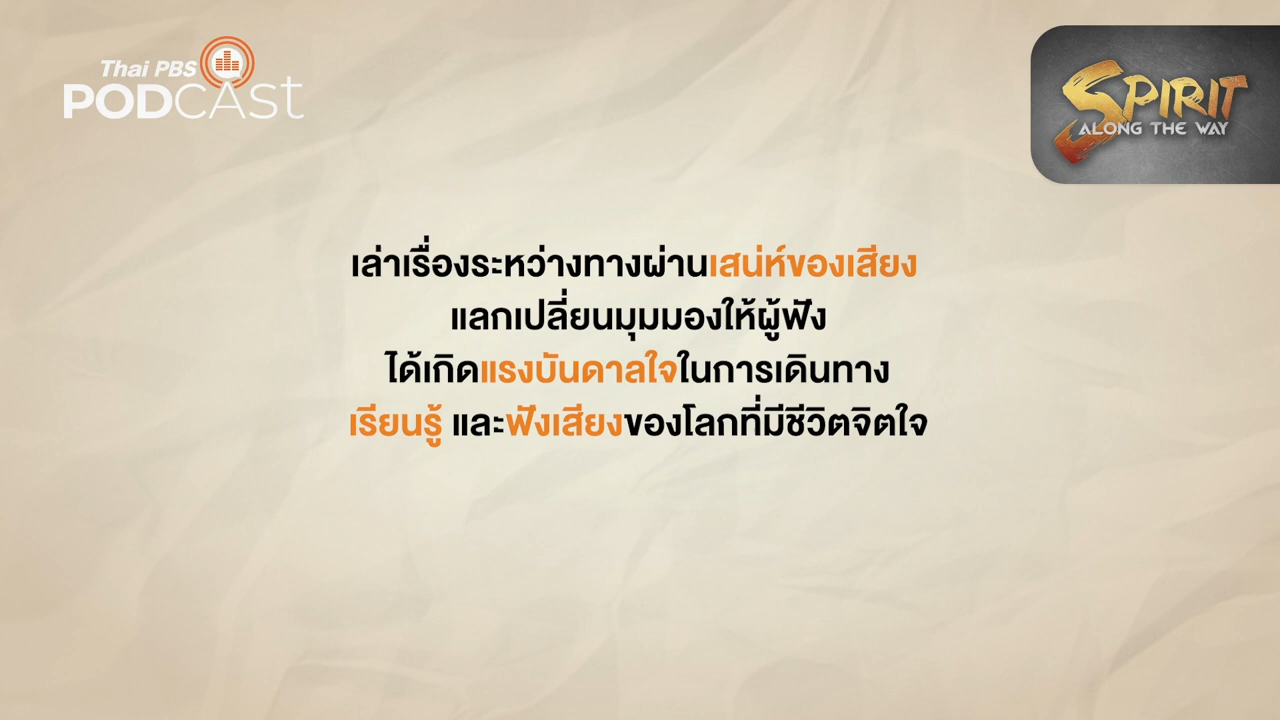 Thai PBS
PODCAST
SPIRIT
ALONG THE WAY
เล่าเรื่องระหว่างทางผ่านเสน่ห์ของเสียง
แลกเปลี่ยนมุมมองให้ผู้ฟัง
ได้เกิดแรงบันดาลใจในการเดินทาง
เรียนรู้ และฟังเสียงของโลกที่มีชีวิตจิตใจ